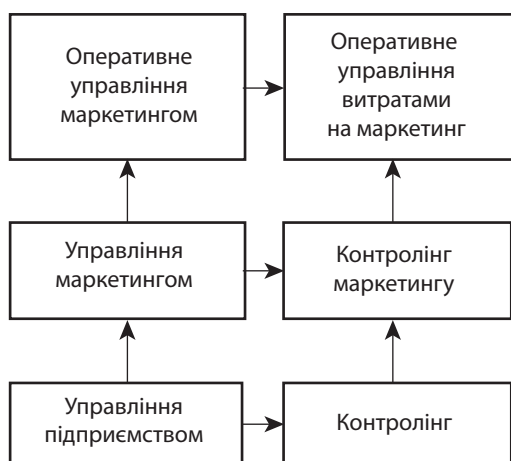 Оперативне
управління
маркетингом
Оперативне
управління
витратами
на маркетинг
Управління
маркетингом
Контролінг
маркетингу
Управління
підприємством
Контролінг